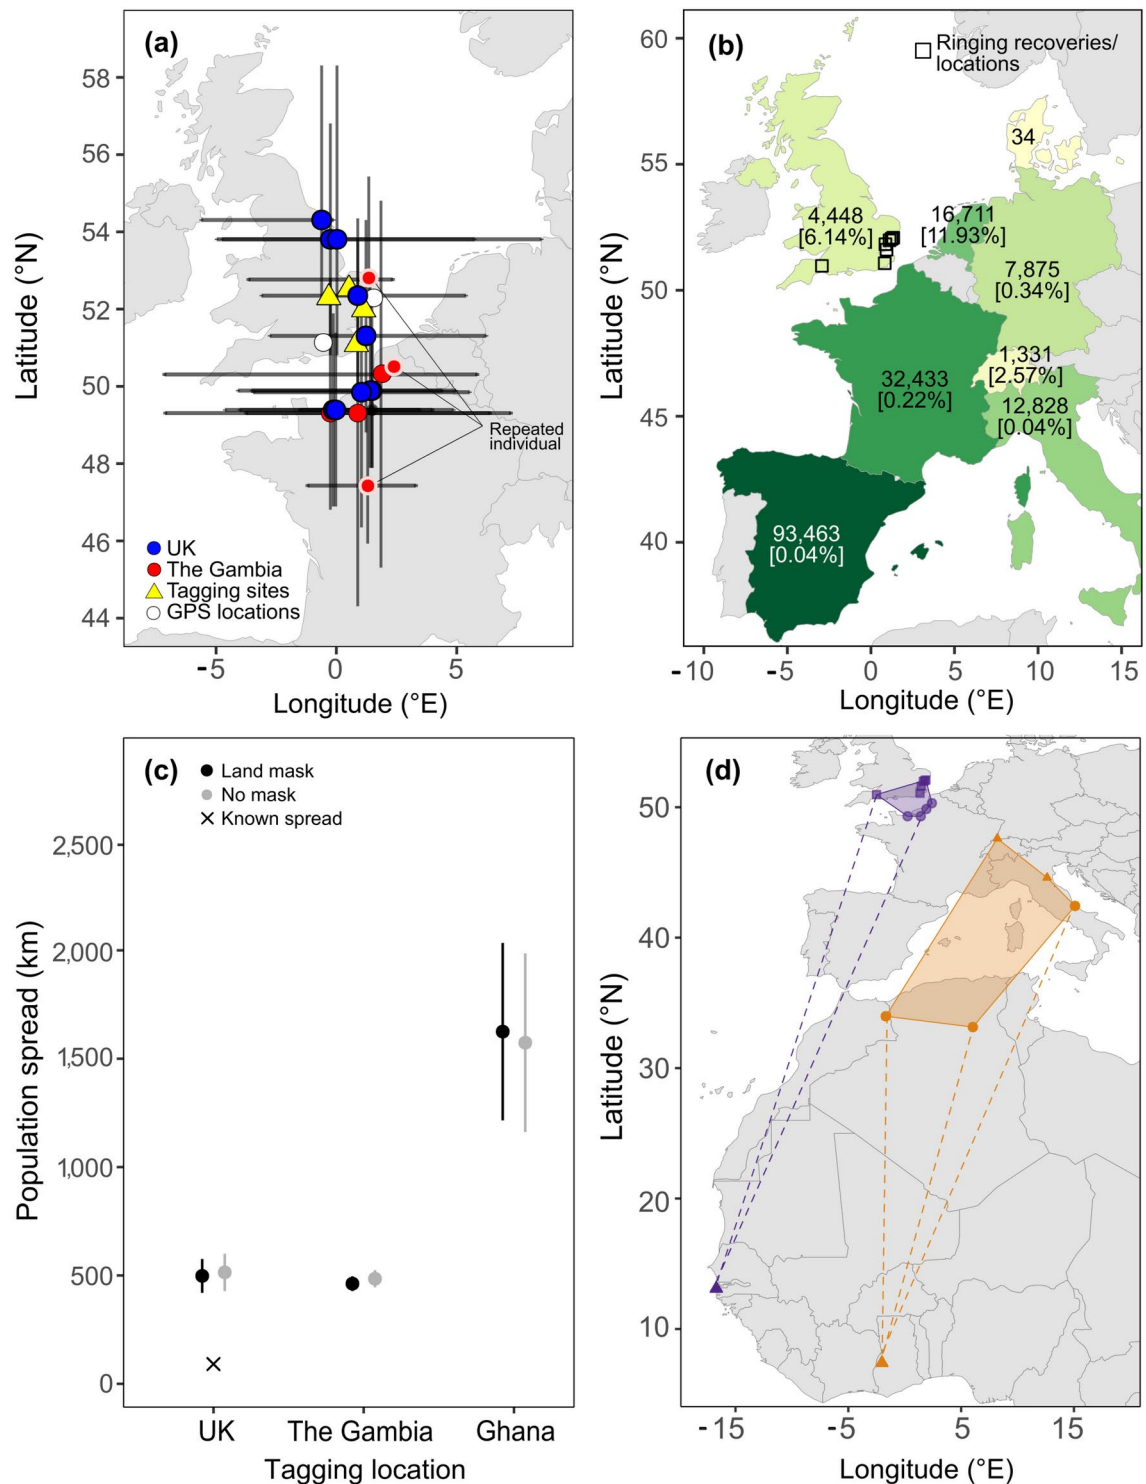 (a)
58
56
54
52
50
48
46
44
Latitude (°N)
Repeated
individual
UK
The Gambia
Tagging sites
GPS locations
-5
0
5
Longitude (°E)
(b)
Ringing recoveries/
locations
60
55
50
45
40
Latitude (°N)
34
4,448
[6.14%]
16,711
[11.93%]
7,875
[0.34%]
1,331
[2.57%]
32,433
[0.22%]
12,828
[0.04%]
93,463
[0.04%]
-10
-5
0
5
10
15
Longitude (°E)
(c)
Land mask
No mask
Known spread
2,500
2,000
1,500
1,000
500
0
Population spread (km)
UK
The Gambia
Ghana
Tagging location
(d)
50
40
30
20
10
Latitude (°N)
-15
-5
5
15
Longitude (°E)